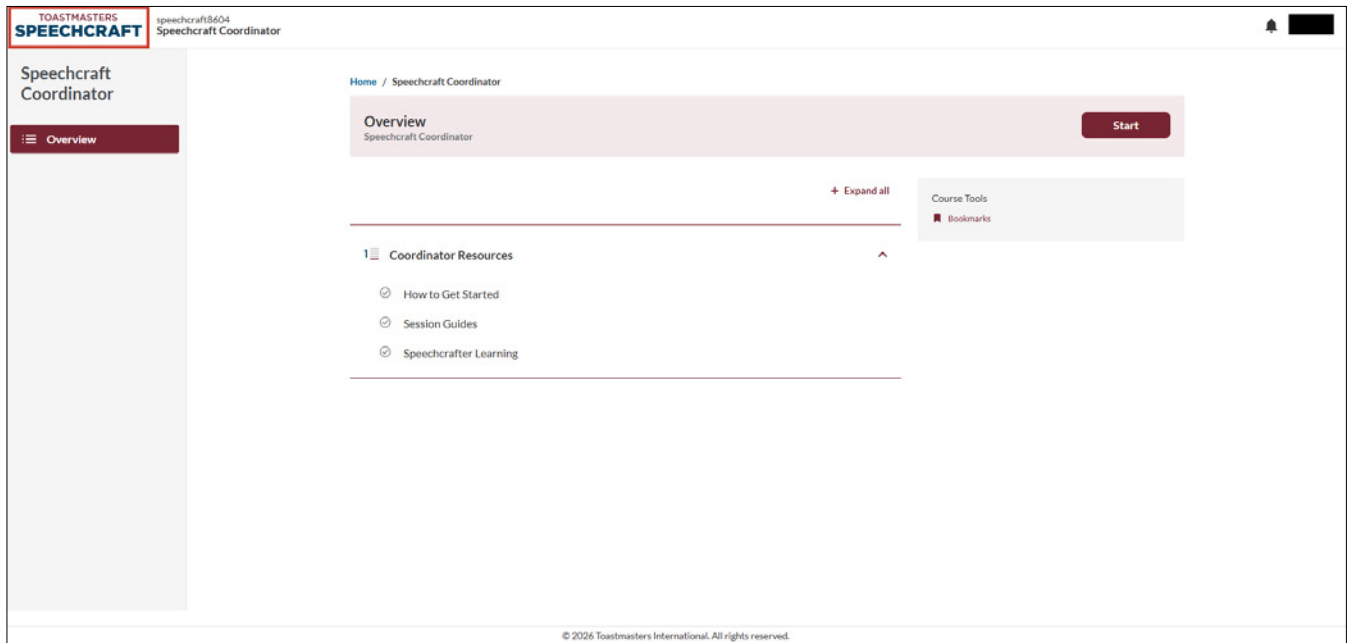 TOASTMASTERS
SPEECHCRAFT
speechcraft8604
Speechcraft Coordinator
Speechcraft
Coordinator
Overview
Home / Speechcraft Coordinator
Overview
Speechcraft Coordinator
Start
+ Expand all
Course Tools
Bookmarks
1 Coordinator Resources
How to Get Started
Session Guides
Speechcrafter Learning
© 2026 Toastmasters International. All rights reserved.